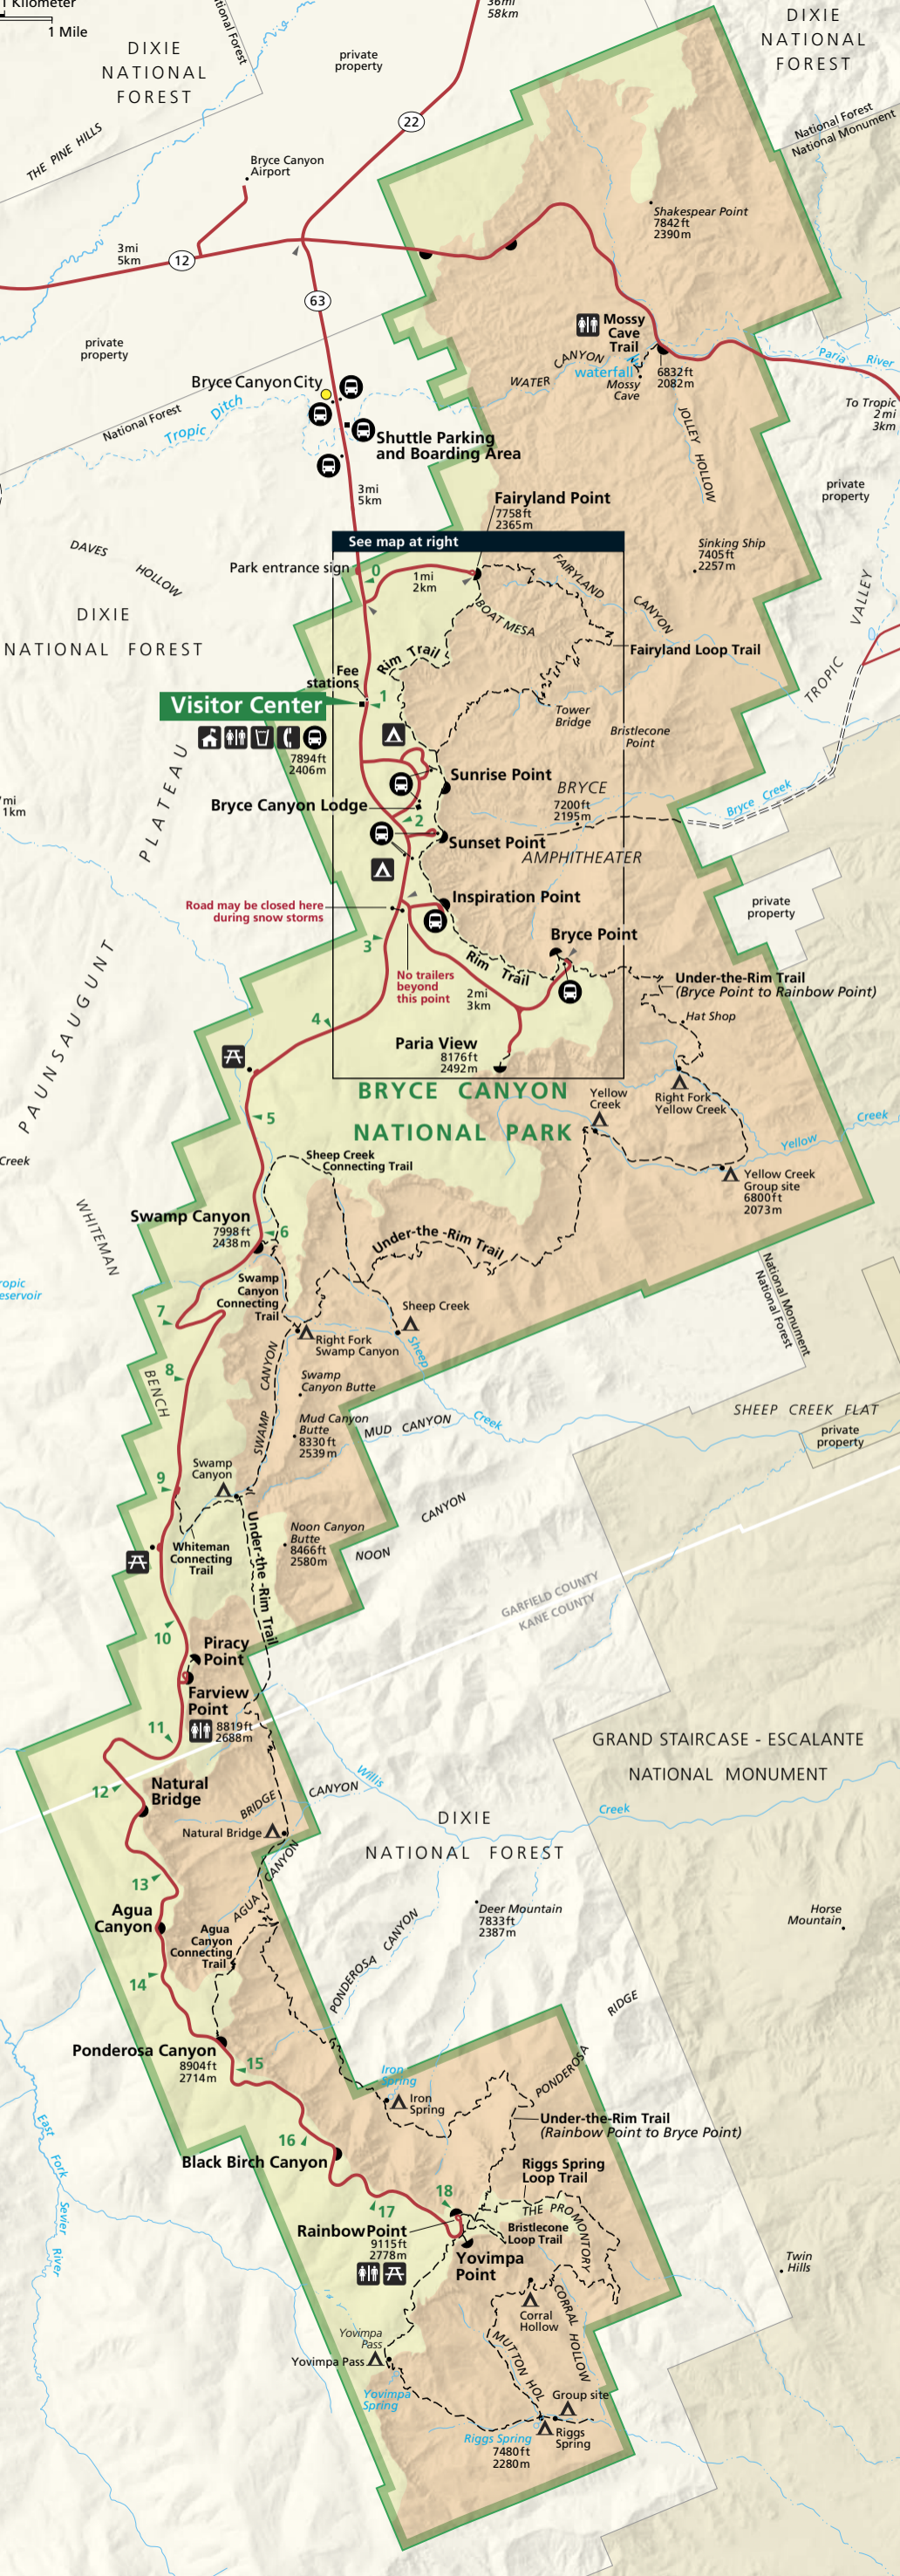 1 Kilometer
1 Mile
36mi
58km
National Forest
DIXIE
NATIONAL
FOREST
private
property
DIXIE
NATIONAL
FOREST
22
National Forest
National Monument
THE PINE HILLS
Bryce Canyon
Airport
Shakespear Point
7842ft
2390m
3mi
5km
12
63
private
property
Mossy
Cave
Trail
CANYON
WATER
waterfall
Mossy
Cave
6832ft
2082m
Paria River
To Tropic
2mi
3km
Bryce Canyon City
National Forest
Tropic Ditch
Shuttle Parking
and Boarding Area
JOLLEY HOLLOW
3mi
5km
private
property
Fairyland Point
7758ft
2365m
See map at right
DAVES
HOLLOW
Sinking Ship
7405ft
2257m
Park entrance sign
0
1mi
2km
FAIRYLAND
CANYON
BOAT MESA
VALLEY
TROPIC
DIXIE
NATIONAL FOREST
Rim Trail
Fairyland Loop Trail
Fee
stations
1
Visitor Center
7894ft
2406m
Tower
Bridge
Bristlecone
Point
Sunrise Point
BRYCE
7200ft
2195m
AMPHITHEATER
Bryce Creek
mi
1km
Bryce Canyon Lodge
2
Sunset Point
PLATEAU
PAUNSAUGUNT
Inspiration Point
Road may be closed here
during snow storms
private
property
3
Bryce Point
Rim Trail
No trailers
beyond
this point
2mi
3km
Under-the-Rim Trail
(Bryce Point to Rainbow Point)
Hat Shop
4
Paria View
8176ft
2492m
BRYCE CANYON
NATIONAL PARK
Yellow
Creek
Right Fork
Yellow Creek
5
Yellow
Creek
Creek
Sheep Creek
Connecting Trail
Yellow Creek
Group site
6800ft
2073m
WHITEMAN
Swamp Canyon
7998ft
2438m
6
Under-the-Rim Trail
National Monument
National Forest
ropic
eservoir
Swamp
Canyon
Connecting
Trail
7
Sheep Creek
Right Fork
Swamp Canyon
Sheep
Creek
8
BENCH
SWAMP CANYON
Swamp
Canyon Butte
Mud Canyon
Butte
8330ft
2539m
MUD CANYON
SHEEP CREEK FLAT
private
property
9
Swamp
Canyon
CANYON
NOON
Noon Canyon
Butte
8466ft
2580m
Under-the-Rim Trail
Whiteman
Connecting
Trail
GARFIELD COUNTY
KANE COUNTY
10
Piracy
Point
Farview
Point
8819ft
2688m
11
GRAND STAIRCASE - ESCALANTE
NATIONAL MONUMENT
12
Natural
Bridge
Willis
Creek
BRIDGE
CANYON
DIXIE
NATIONAL FOREST
Natural Bridge
AGUA CANYON
13
Agua
Canyon
Agua
Canyon
Connecting
Trail
Deer Mountain
7833ft
2387m
Horse
Mountain
PONDEROSA CANYON
14
RIDGE
PONDEROSA
Ponderosa Canyon
8904ft
2714m
15
Iron
Spring
Iron
Spring
East Fork Sevier River
16
Black Birch Canyon
Under-the-Rim Trail
(Rainbow Point to Bryce Point)
Riggs Spring
Loop Trail
17
18
THE PROMONTORY
Rainbow Point
9115ft
2778m
Bristlecone
Loop Trail
Yovimpa
Point
Twin
Hills
Corral
Hollow
CORRAL HOLLOW
MUTTON HOL
Yovimpa
Pass
Yovimpa Pass
Yovimpa
Spring
Group site
Riggs
Spring
Riggs Spring
7480ft
2280m